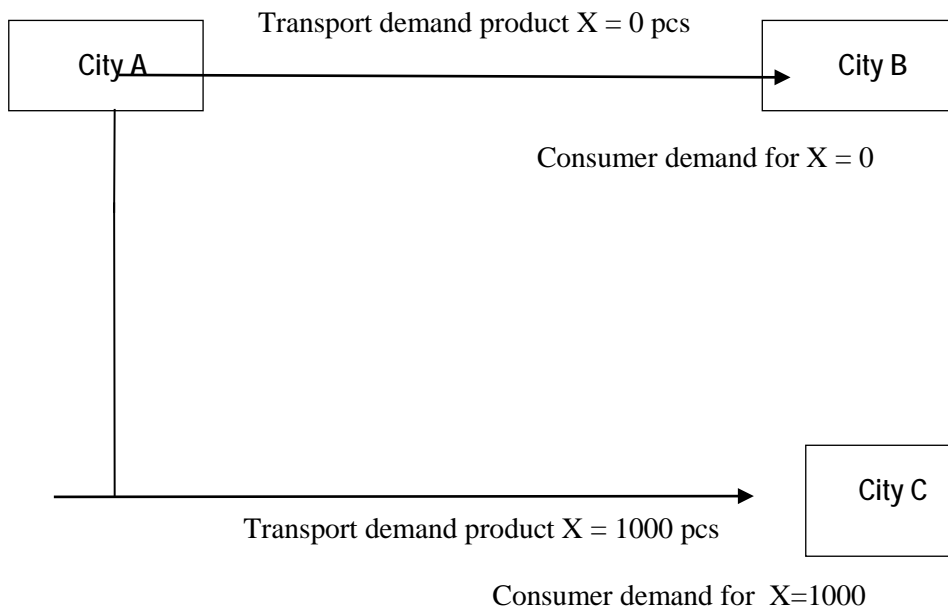 Transport demand product X = 0 pcs
City A
City B
Consumer demand for X = 0
City C
Transport demand product X = 1000 pcs
Consumer demand for  X=1000